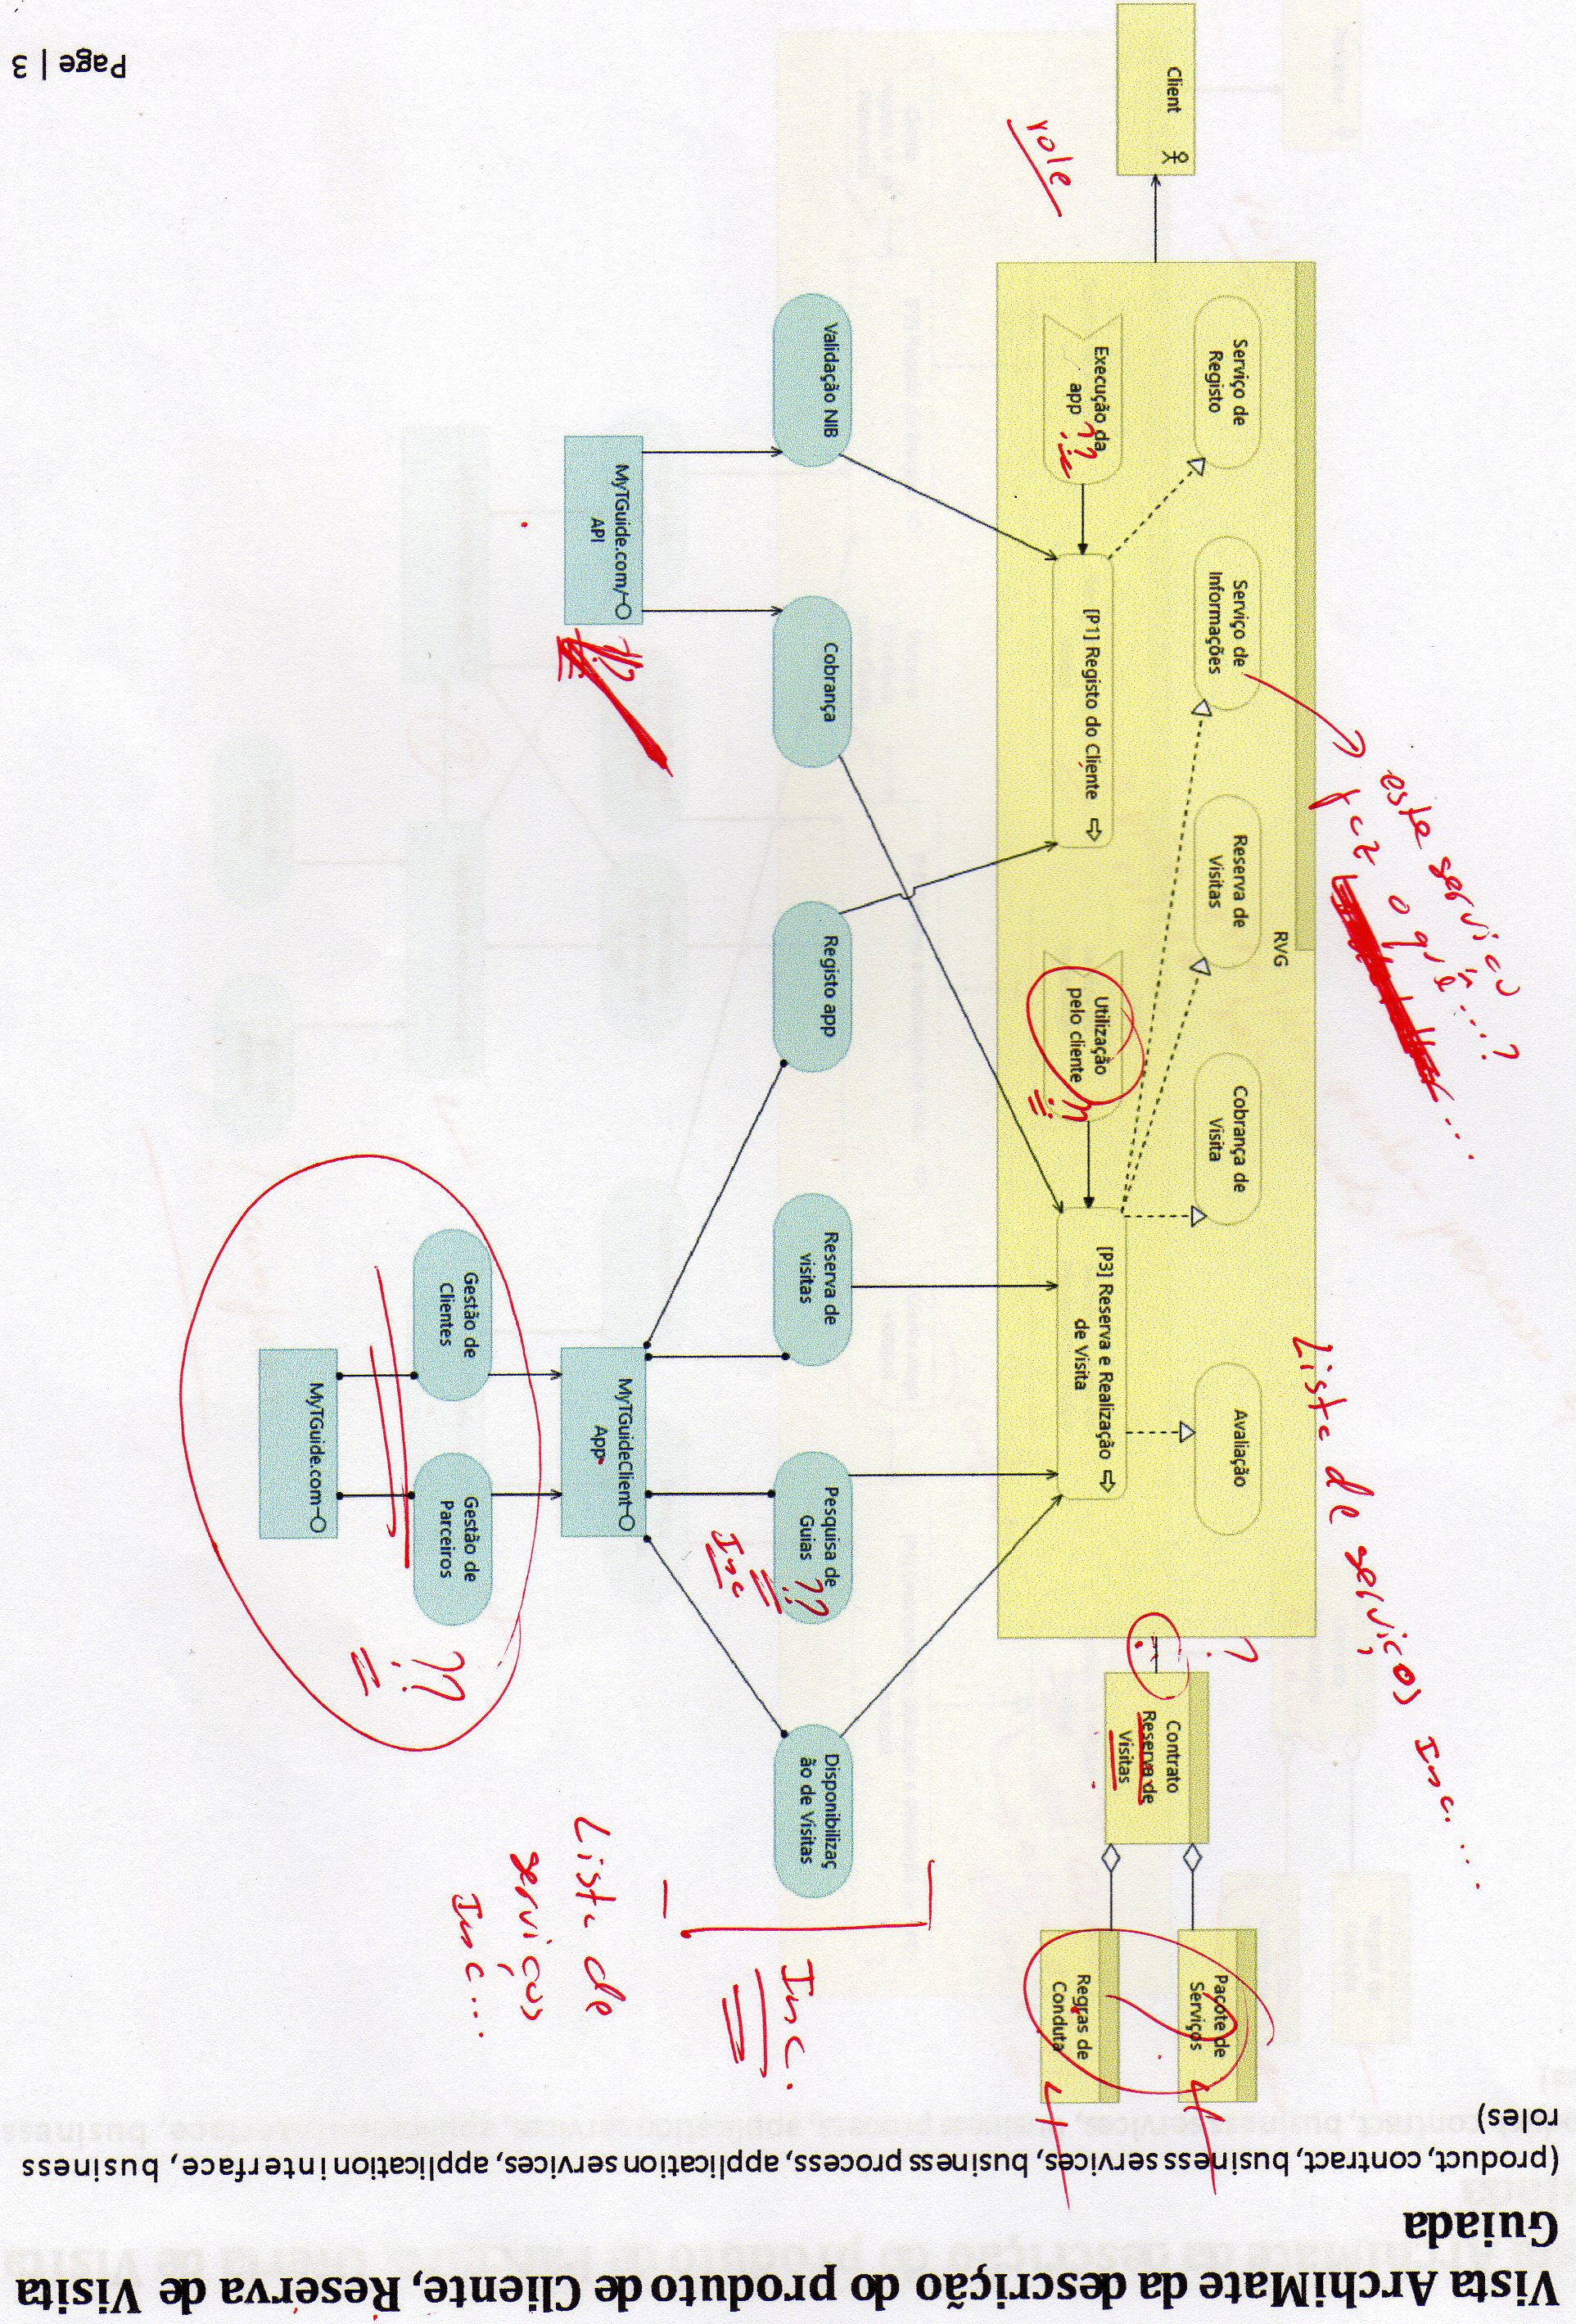 Vista ArchiMate da descrição do produto de Cliente, Reserva de Visita
Guiada
(product, contract, business services, business process, application services, application interface, business
roles)
Pacote de
Serviços
Regras de
Conduta
?
Contrato
Reserva de
Visitas
?
Lista de serviços Inc....
RVG
Serviço de
Registo
Serviço de
Informações
Reserva de
Visitas
Cobrança de
Visita
Avaliação
este serviço
faz o quê...?
Execução da
app
??
[P1] Registo do Cliente
Utilização
pelo cliente
??
[P3] Reserva e Realização
de Visita
Client
role
Validação NIB
Cobrança
Registo app
Reserva de
visitas
Pesquisa de
Guias
??
Inc
Disponibilizaç
ão de Visitas
Inc.
Lista de
serviços
Inc...
MyTGuide.com/
API
??
MyTGuideClient
App
Gestão de
Clientes
Gestão de
Parceiros
??
MyTGuide.com
Page | 3